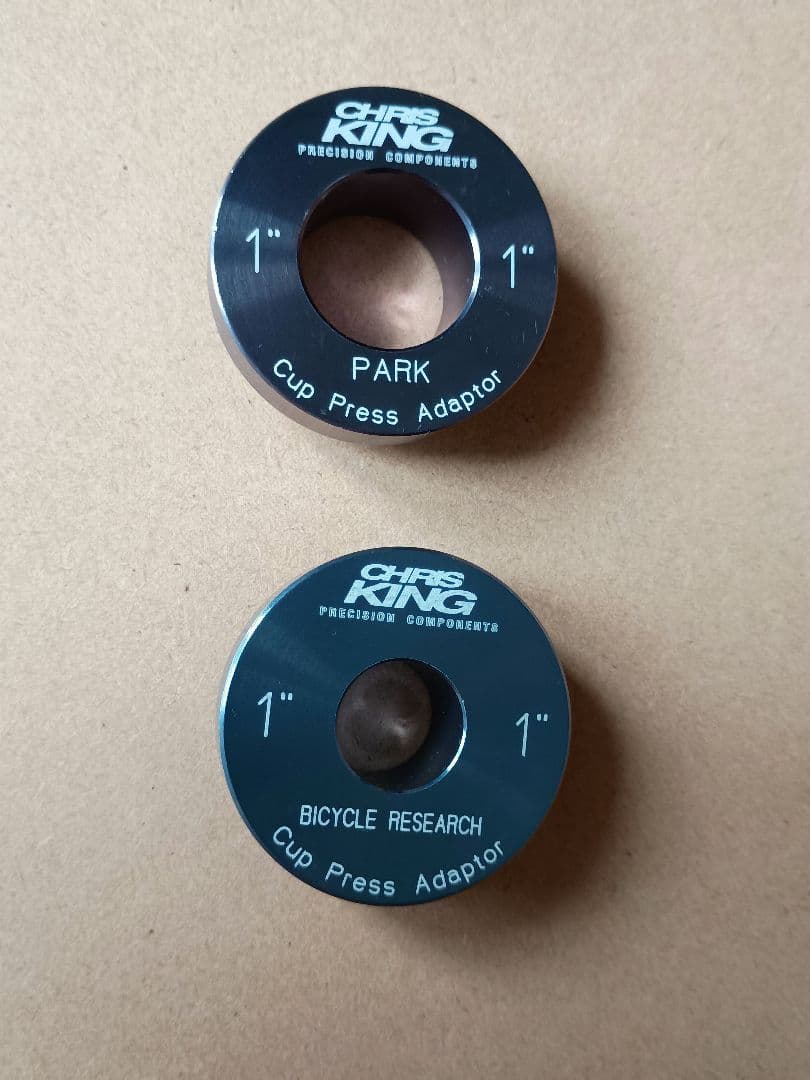 CHRIS
KING
PRECISION COMPONENTS
1" 1"
PARK
Cup Press Adaptor
CHRIS
KING
PRECISION COMPONENTS
1" 1"
BICYCLE RESEARCH
Cup Press Adaptor